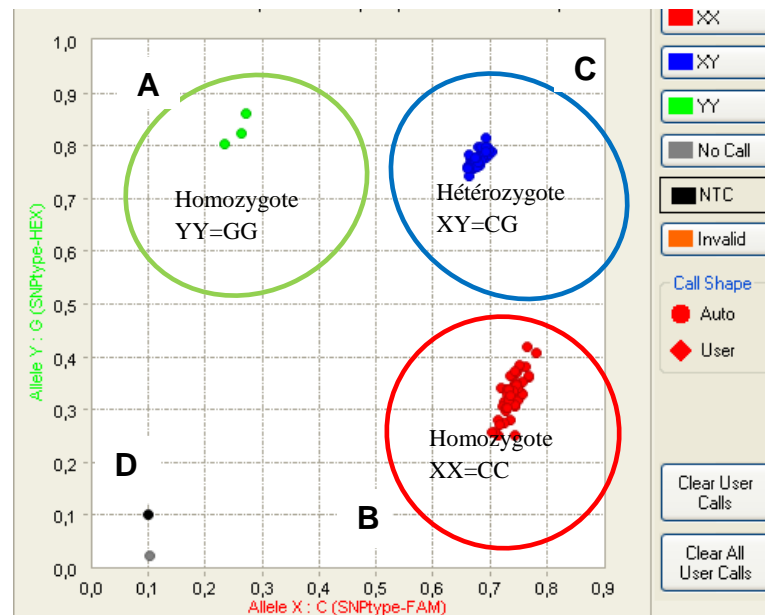 A
C
D
B
Homozygote
YY=GG
Hétérozygote
XY=CG
Homozygote
XX=CC
1,0
0,9
0,8
0,7
0,6
0,5
0,4
0,3
0,2
0,1
0,0
0,0 0,1 0,2 0,3 0,4 0,5 0,6 0,7 0,8 0,9
Allele Y : G (SNPtype-HEX)
Allele X : C (SNPtype-FAM)
XX
XY
YY
No Call
NTC
Invalid
Call Shape
Auto
User
Clear User
Calls
Clear All
User Calls